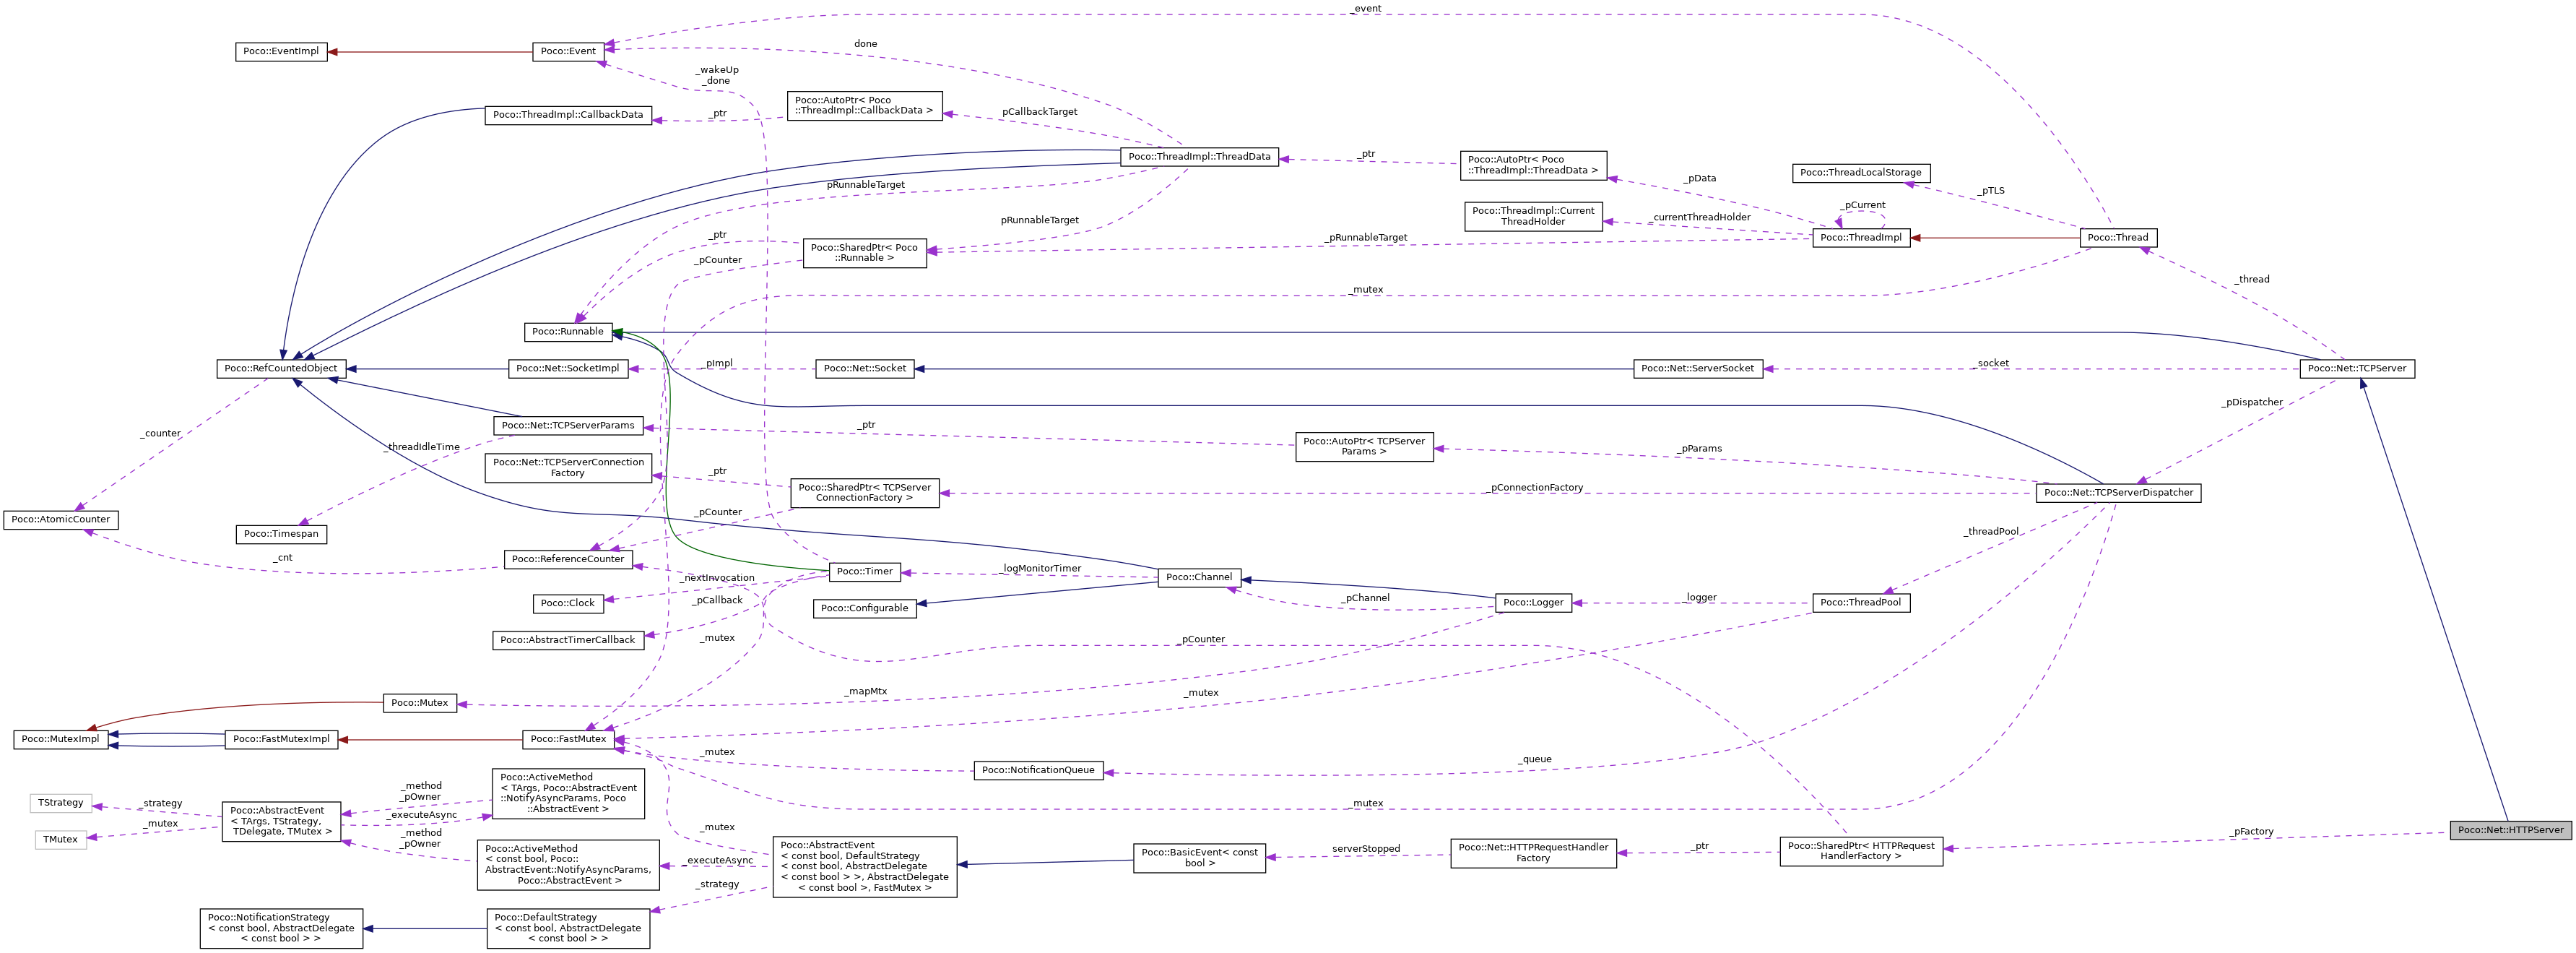 _event
Poco::EventImpl
Poco::Event
done
_wakeUp
_done
Poco::AutoPtr< Poco
::ThreadImpl::CallbackData >
pCallbackTarget
Poco::ThreadImpl::CallbackData
_ptr
Poco::ThreadImpl::ThreadData
_ptr
Poco::AutoPtr< Poco
::ThreadImpl::ThreadData >
Poco::ThreadLocalStorage
_pData
_pTLS
pRunnableTarget
Poco::ThreadImpl::Current
ThreadHolder
_currentThreadHolder
_pCurrent
pRunnableTarget
_ptr
Poco::SharedPtr< Poco
::Runnable >
_pRunnableTarget
Poco::ThreadImpl
Poco::Thread
_pCounter
_thread
_mutex
Poco::Runnable
Poco::RefCountedObject
Poco::Net::SocketImpl
_pImpl
Poco::Net::Socket
Poco::Net::ServerSocket
_socket
Poco::Net::TCPServer
_pDispatcher
_counter
Poco::Net::TCPServerParams
_ptr
Poco::AutoPtr< TCPServer
Params >
_pParams
_threadIdleTime
Poco::Net::TCPServerConnection
Factory
_ptr
Poco::SharedPtr< TCPServer
ConnectionFactory >
_pConnectionFactory
Poco::Net::TCPServerDispatcher
Poco::AtomicCounter
Poco::Timespan
_pCounter
_threadPool
_cnt
Poco::ReferenceCounter
Poco::Timer
_logMonitorTimer
Poco::Channel
_nextInvocation
Poco::Clock
_pCallback
Poco::Configurable
_pChannel
Poco::Logger
_logger
Poco::ThreadPool
Poco::AbstractTimerCallback
_mutex
_pCounter
_mapMtx
_mutex
Poco::Mutex
Poco::MutexImpl
Poco::FastMutexImpl
Poco::FastMutex
_mutex
Poco::NotificationQueue
_queue
_mutex
TStrategy
_strategy
TMutex
_mutex
Poco::AbstractEvent
< TArgs, TStrategy,
TDelegate, TMutex >
_method
_pOwner
_executeAsync
_method
_pOwner
Poco::ActiveMethod
< TArgs, Poco::AbstractEvent
::NotifyAsyncParams, Poco
::AbstractEvent >
Poco::ActiveMethod
< const bool, Poco::
AbstractEvent::NotifyAsyncParams,
Poco::AbstractEvent >
_mutex
_executeAsync
_strategy
Poco::AbstractEvent
< const bool, DefaultStrategy
< const bool, AbstractDelegate
< const bool > >, AbstractDelegate
< const bool >, FastMutex >
Poco::BasicEvent< const
bool >
serverStopped
Poco::Net::HTTPRequestHandler
Factory
_ptr
Poco::SharedPtr< HTTPRequest
HandlerFactory >
_pFactory
Poco::Net::HTTPServer
Poco::NotificationStrategy
< const bool, AbstractDelegate
< const bool > >
Poco::DefaultStrategy
< const bool, AbstractDelegate
< const bool > >